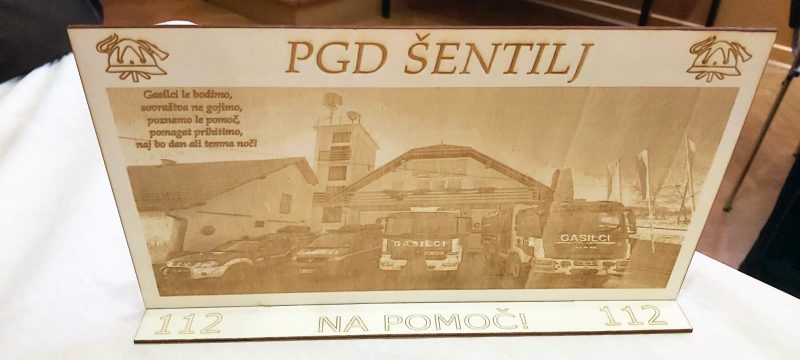 PGD ŠENTILJ
Gasilci le bodimo,
sovraštva ne gojimo,
poznamo le pomoč,
pomagat prihitimo,
naj bo dan ali temna noč!
GASILCI
GASILCI
112 NA POMOČ! 112